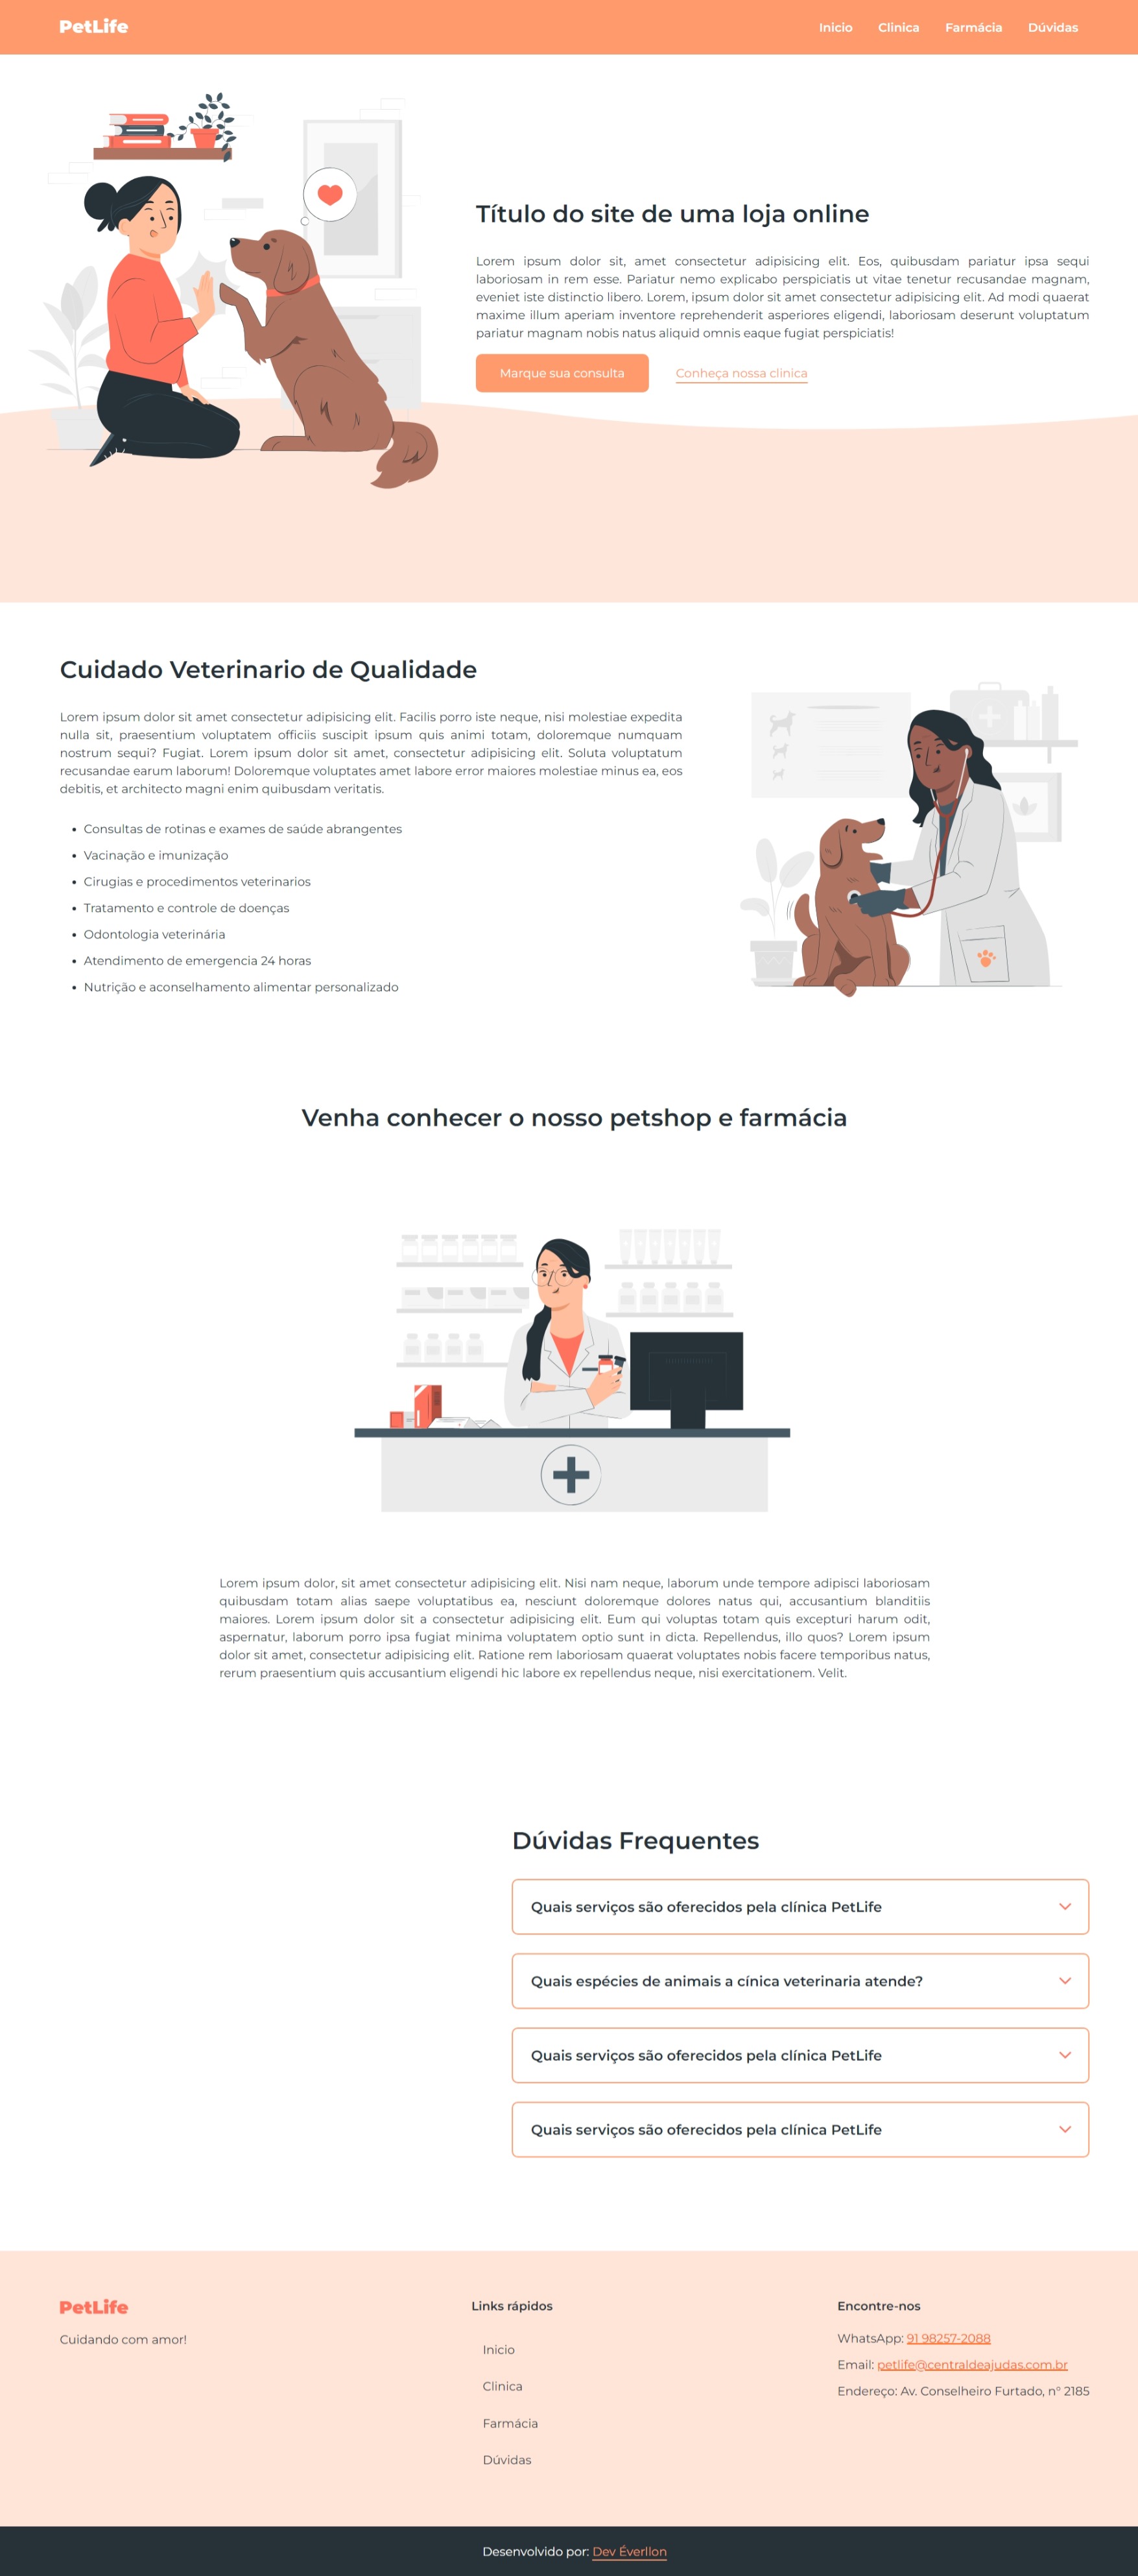 PetLife
Inicio Clinica Farmácia Dúvidas
Título do site de uma loja online
Lorem ipsum dolor sit, amet consectetur adipisicing elit. Eos, quibusdam pariatur ipsa sequi
laboriosam in rem esse. Pariatur nemo explicabo perspiciatis ut vitae tenetur recusandae magnam,
eveniet iste distinctio libero. Lorem, ipsum dolor sit amet consectetur adipisicing elit. Ad modi quaerat
maxime illum aperiam inventore reprehenderit asperiores eligendi, laboriosam deserunt voluptatum
pariatur magnam nobis natus aliquid omnis eaque fugiat perspiciatis!
Marque sua consulta
Conheça nossa clinica
Cuidado Veterinario de Qualidade
Lorem ipsum dolor sit amet consectetur adipisicing elit. Facilis porro iste neque, nisi molestiae expedita
nulla sit, praesentium voluptatem officiis suscipit ipsum quis animi totam, doloremque numquam
nostrum sequi? Fugiat. Lorem ipsum dolor sit amet, consectetur adipisicing elit. Soluta voluptatum
recusandae earum laborum! Doloremque voluptates amet labore error maiores molestiae minus ea, eos
debitis, et architecto magni enim quibusdam veritatis.
• Consultas de rotinas e exames de saúde abrangentes
• Vacinação e imunização
• Cirugias e procedimentos veterinarios
• Tratamento e controle de doenças
• Odontologia veterinária
• Atendimento de emergencia 24 horas
• Nutrição e aconselhamento alimentar personalizado
Venha conhecer o nosso petshop e farmácia
Lorem ipsum dolor, sit amet consectetur adipisicing elit. Nisi nam neque, laborum unde tempore adipisci laboriosam
quibusdam totam alias saepe voluptatibus ea, nesciunt doloremque dolores natus qui, accusantium blanditiis
maiores. Lorem ipsum dolor sit a consectetur adipisicing elit. Eum qui voluptas totam quis excepturi harum odit,
aspernatur, laborum porro ipsa fugiat minima voluptatem optio sunt in dicta. Repellendus, illo quos? Lorem ipsum
dolor sit amet, consectetur adipisicing elit. Ratione rem laboriosam quaerat voluptates nobis facere temporibus natus,
rerum praesentium quis accusantium eligendi hic labore ex repellendus neque, nisi exercitationem. Velit.
Dúvidas Frequentes
Quais serviços são oferecidos pela clínica PetLife
Quais espécies de animais a cínica veterinaria atende?
Quais serviços são oferecidos pela clínica PetLife
Quais serviços são oferecidos pela clínica PetLife
PetLife
Cuidando com amor!
Links rápidos
Inicio
Clinica
Farmácia
Dúvidas
Encontre-nos
WhatsApp: 91 98257-2088
Email: petlife@centraldeajudas.com.br
Endereço: Av. Conselheiro Furtado, n° 2185
Desenvolvido por: Dev Éverllon